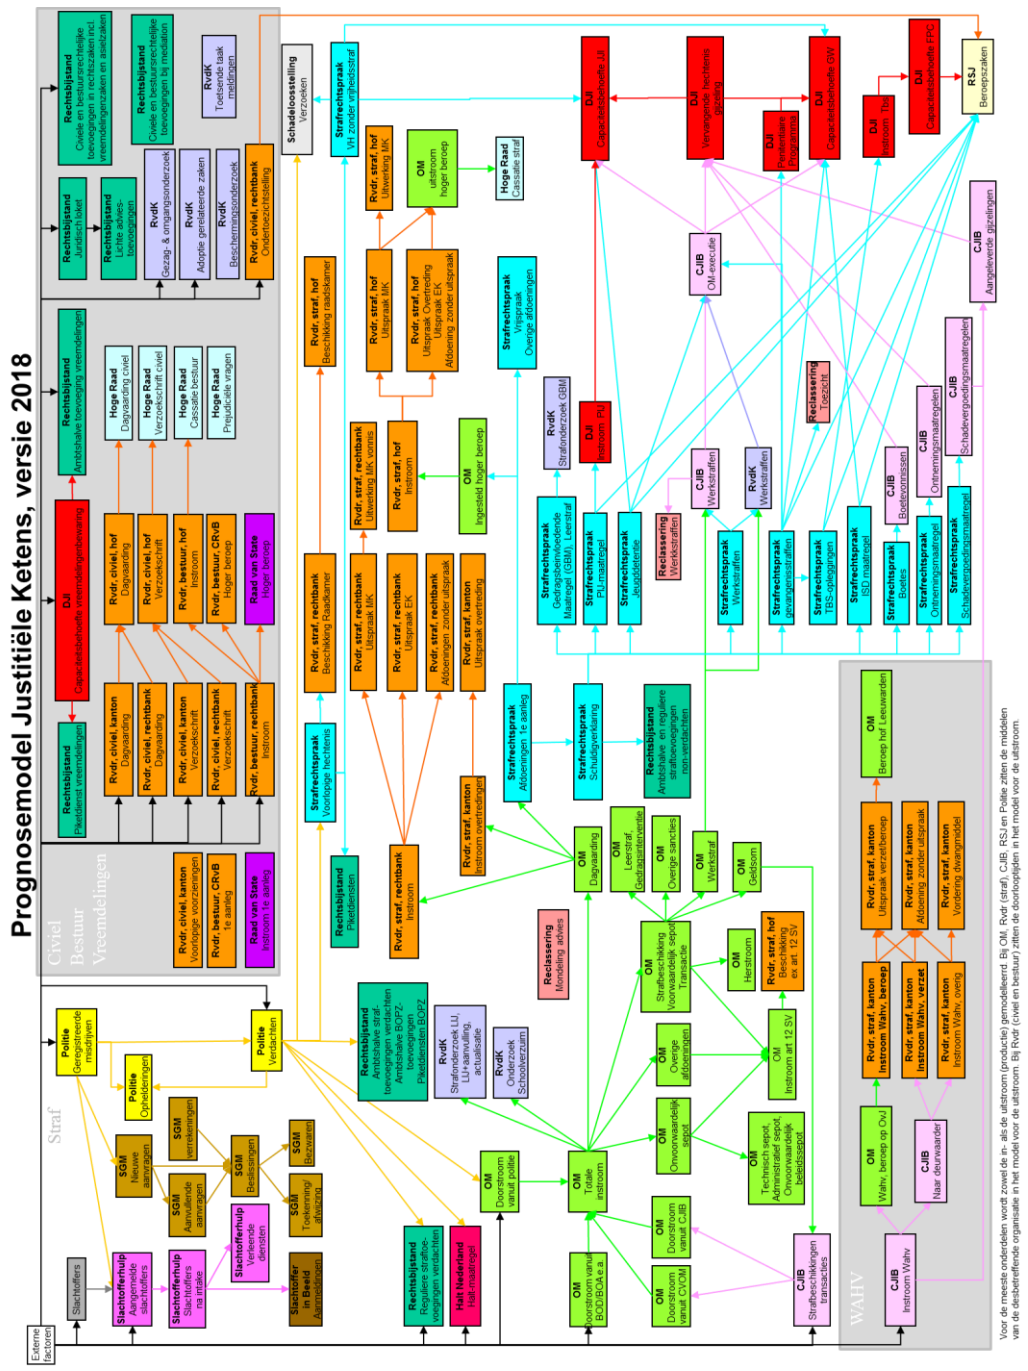 Prognosemodel Justitiële Ketens, versie 2018
Externe
factoren
Straf
Slachtoffers
Slachtofferhulp
Aangemelde
slachtoffers
Slachtofferhulp
Slachtoffers
na intake
Slachtofferhulp
Verleende
diensten
Slachtoffer
in Beeld
Aanmeldingen
Politie
Geregistreerde
misdrijven
Politie
Ophelderingen
Politie
Verdachten
SGM
Nieuwe
aanvragen
SGM
verrekeningen
SGM
Aanvullende
aanvragen
SGM
Beslissingen
SGM
Toekenning/
afwijzing
SGM
Bezwaren
Civiel
Bestuur
Vreemdelingen
Rechtsbijstand
Piketdienst vreemdelingen
DJI
Capaciteitsbehoefte vreemdelingenbewaring
Rechtsbijstand
Ambtshalve toevoeging vreemdelingen
Rvdr, civiel, kanton
Dagvaarding
Rvdr, civiel, rechtbank
Dagvaarding
Rvdr, civiel, kanton
Verzoekschrift
Rvdr, civiel, rechtbank
Verzoekschrift
Rvdr, bestuur, rechtbank
Instroom
Rvdr, civiel, hof
Dagvaarding
Rvdr, civiel, hof
Verzoekschrift
Rvdr, bestuur, hof
Instroom
Rvdr, bestuur, CRvB
Hoger beroep
Raad van State
Hoger beroep
Hoge Raad
Dagvaarding civiel
Hoge Raad
Verzoekschrift civiel
Hoge Raad
Cassatie bestuur
Hoge Raad
Prejudiciële vragen
Rvdr, civiel, kanton
Voorlopige voorzieningen
Rvdr, bestuur, CRvB
1e aanleg
Raad van State
Instroom 1e aanleg
Rechtsbijstand
Juridisch loket
Rechtsbijstand
Lichte advies-
toevoegingen
RvdK
Gezag- & omgangsonderzoek
RvdK
Adoptie gerelateerde zaken
RvdK
Beschermingsonderzoek
Rvdr, civiel, rechtbank
Ondertoezichtstelling
Rechtsbijstand
Civiele en bestuursrechtelijke
toevoegingen in rechtszaken incl.
vreemdelingenzaken en asielzaken
Rechtsbijstand
Civiele en bestuursrechtelijke
toevoegingen bij mediation
RvdK
Toetsende taak
meldingen
Schadeloosstelling
Verzoeken
Strafrechtspraak
VH zonder vrijheidsstraf
Strafrechtspraak
Voorlopige hechtenis
Rechtsbijstand
Piketdiensten
Rvdr, straf, rechtbank
Beschikking Raadkamer
Rvdr, straf, hof
Beschikking raadskamer
Rvdr, straf, rechtbank
Instroom
Rvdr, straf, rechtbank
Uitspraak MK
Rvdr, straf, rechtbank
Uitspraak EK
Rvdr, straf, rechtbank
Afdoeningen zonder uitspraak
Rvdr, straf, kanton
Uitspraak overtreding
Rvdr, straf, kanton
Instroom overtredingen
Rvdr, straf, rechtbank
Uitwerking MK vonnis
Rvdr, straf, hof
Instroom
OM
Ingesteld hoger beroep
Rvdr, straf, hof
Uitspraak MK
Rvdr, straf, hof
Uitspraak Overtreding
Uitspraak EK
Afdoening zonder uitspraak
Rvdr, straf, hof
Uitwerking MK
OM
uitstroom
hoger beroep
Hoge Raad
Cassatie straf
Strafrechtspraak
Vrijspraak
Overige afdoeningen
Rechtsbijstand
Ambtshalve straf-
toevoegingen verdachten
Ambtshalve BOPZ-
toevoegingen
Piketdiensten BOPZ
RvdK
Strafonderzoek LIJ,
LIJ+aanvulling,
actualisatie
RvdK
Onderzoek
Schoolverzuim
Rechtsbijstand
Reguliere straftoe-
voegingen verdachten
Halt Nederland
Halt-maatregel
OM
Doorstroom
vanuit politie
OM
Totale
instroom
OM
Doorstroom vanuit
BOD/BOA e.a.
OM
Doorstroom
vanuit CJIB
OM
Doorstroom
vanuit CVOM
OM
Onvoorwaardelijk
sepot
OM
Technisch sepot,
Administratief sepot,
Onvoorwaardelijk
beleidssepot
OM
Overige
afdoeningen
OM
Strafbeschikking
Voorwaardelijk sepot
Transactie
OM
Herstroom
OM
Instroom art 12 SV
Rvdr, straf, hof
Beschikking
ex art. 12 SV
Reclassering
Mondeling advies
OM
Dagvaarding
OM
Leerstraf,
Gedragsinterventie
OM
Overige sancties
OM
Werkstraf
OM
Geldsom
CJIB
Strafbeschikkingen
transacties
Strafrechtspraak
Afdoeningen 1e aanleg
Strafrechtspraak
Schuldigverklaring
Rechtsbijstand
Ambtshalve en reguliere
straftoevoegingen
non-verdachten
Strafrechtspraak
Gedragsbeïnvloedende
Maatregel (GBM), Leerstraf
Strafrechtspraak
PIJ-maatregel
Strafrechtspraak
Jeugddetentie
Strafrechtspraak
Werkstraffen
Strafrechtspraak
gevangenisstraffen
Strafrechtspraak
TBS-opleggingen
Strafrechtspraak
ISD maatregel
Strafrechtspraak
Boetes
Strafrechtspraak
Ontnemingsmaatregel
Strafrechtspraak
Schadevergoedingsmaatregel
RvdK
Strafonderzoek GBM
DJI
Instroom PIJ
Reclassering
Werkstraffen
CJIB
Werkstraffen
RvdK
Werkstraffen
Reclassering
Toezicht
CJIB
Boetevonnissen
CJIB
Ontnemingsmaatregelen
CJIB
Schadevergoedingsmaatregelen
CJIB
OM-executie
CJIB
Aangeleverde gijzelingen
DJI
Capaciteitsbehoefte JJI
DJI
Vervangende hechtenis
gijzeling
DJI
Penitentiaire
Programma
DJI
Capaciteitsbehoefte GW
DJI
Instroom Tbs
DJI
Capaciteitsbehoefte FPC
RSJ
Beroepszaken
WAHV
CJIB
Instroom Wahv
OM
Wahv, beroep op OvJ
CJIB
Naar deurwaarder
Rvdr, straf, kanton
Instroom Wahv, beroep
Rvdr, straf, kanton
Instroom Wahv, verzet
Rvdr, straf, kanton
Instroom Wahv, overig
Rvdr, straf, kanton
Uitspraak verzet/beroep
Rvdr, straf, kanton
Afdoening zonder uitspraak
Rvdr, straf, kanton
Vordering dwangmiddel
OM
Beroep hof Leeuwarden
Voor de meeste onderdelen wordt zowel de in- als de uitstroom (productie) gemodelleerd. Bij OM, Rvdr (straf), CJIB, RSJ en Politie zitten de middelen
van de desbetreffende organisatie in het model voor de uitstroom. Bij Rvdr (civiel en bestuur) zitten de doorlooptijden in het model voor de uitstroom.